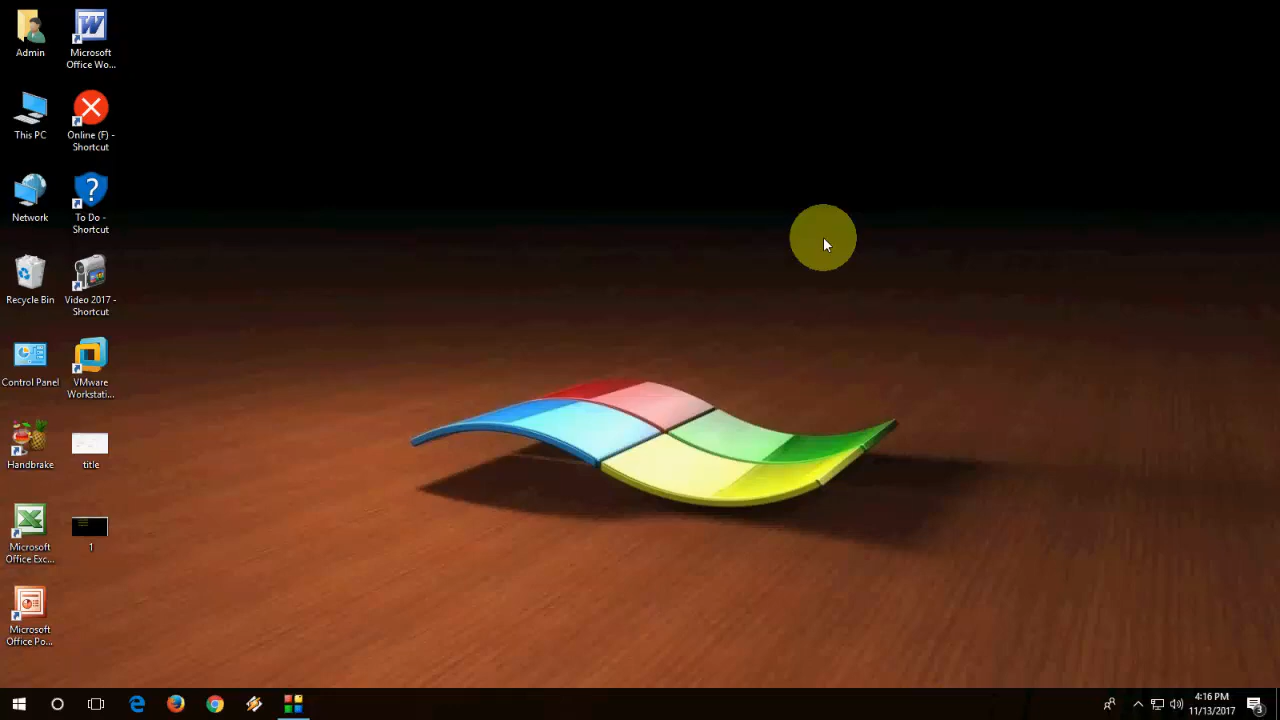 Admin
Microsoft
Office Wo...
This PC
Online (F) -
Shortcut
Network
To Do -
Shortcut
Recycle Bin
Video 2017 -
Shortcut
Control Panel
VMware
Workstati...
Handbrake
title
Microsoft
Office Exc...
1
Microsoft
Office Po...
4:16 PM
11/13/2017
3